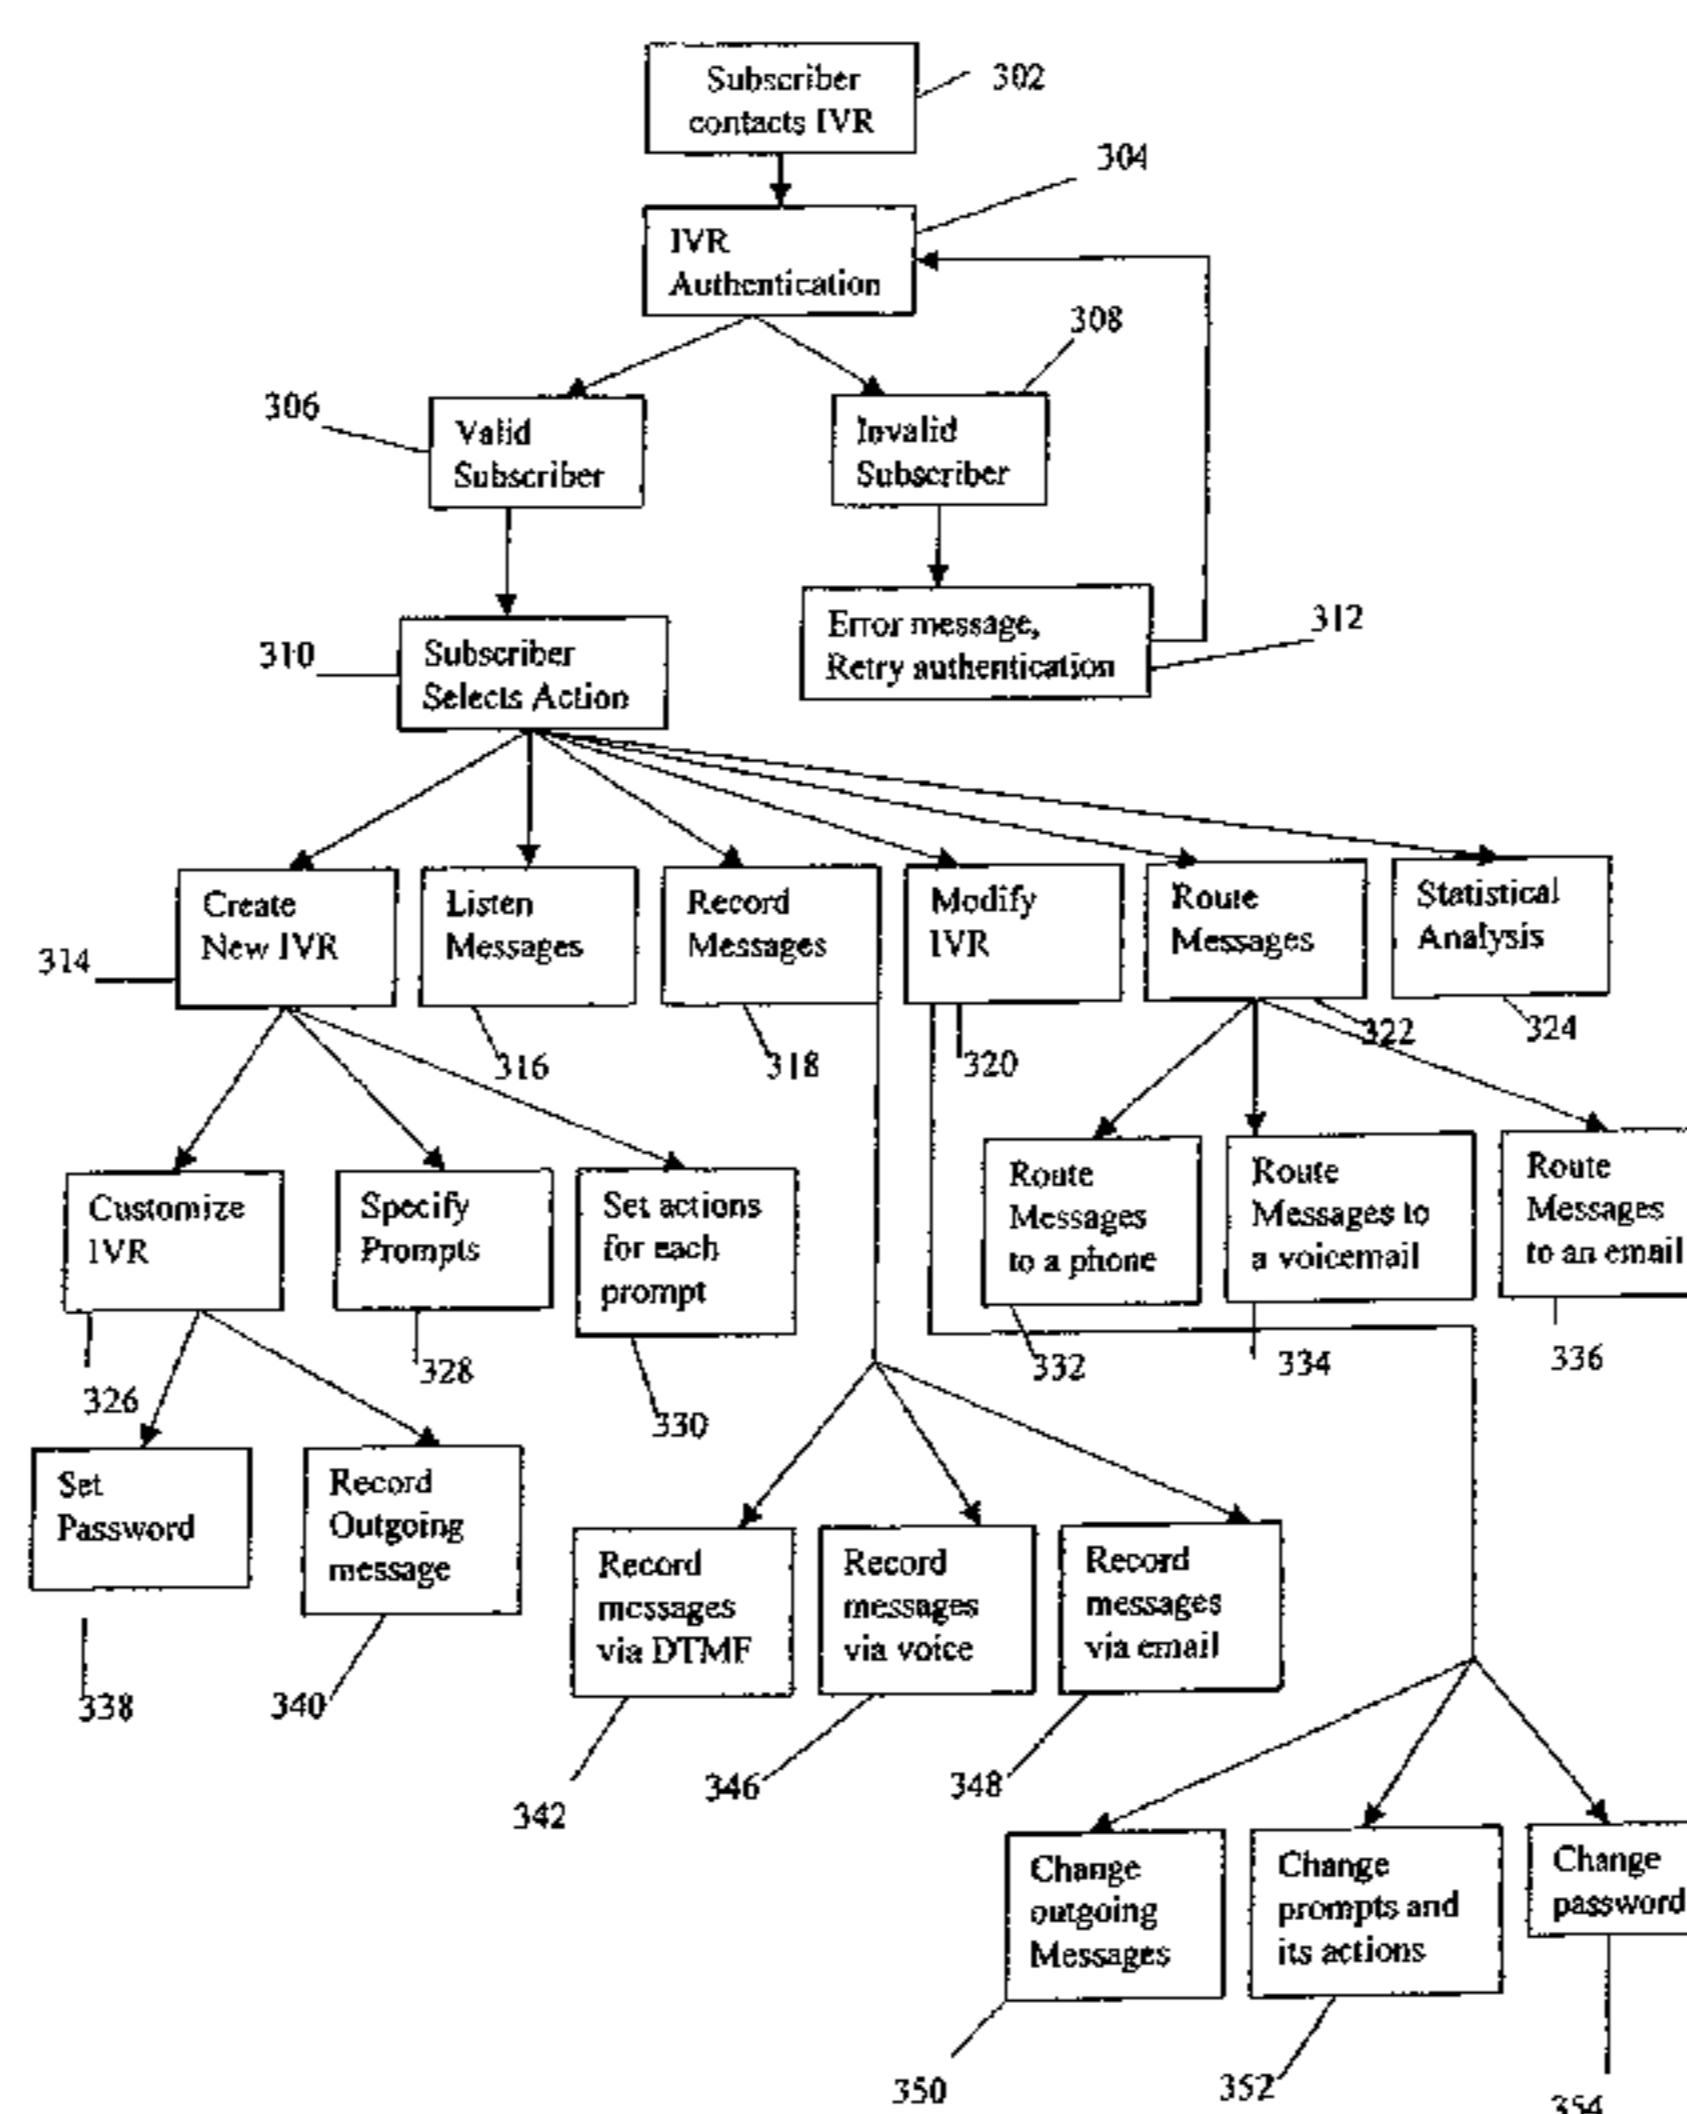 Subscriber
contacts IVR
302
304
IVR
Authentication
308
306
Valid
Subscriber
Invalid
Subscriber
310
Subscriber
Selects Action
Error message,
Retry authentication
312
314
Create
New IVR
Listen
Messages
Record
Messages
Modify
IVR
Route
Messages
Statistical
Analysis
316
318
320
322
324
Customize
IVR
Specify
Prompts
Set actions
for each
prompt
Route
Messages
to a phone
Route
Messages to
a voicemail
Route
Messages
to an email
326
328
330
332
334
336
Set
Password
Record
Outgoing
message
Record
messages
via DTMF
Record
messages
via voice
Record
messages
via email
338
340
342
346
348
Change
outgoing
Messages
Change
prompts and
its actions
Change
password
350
352
354